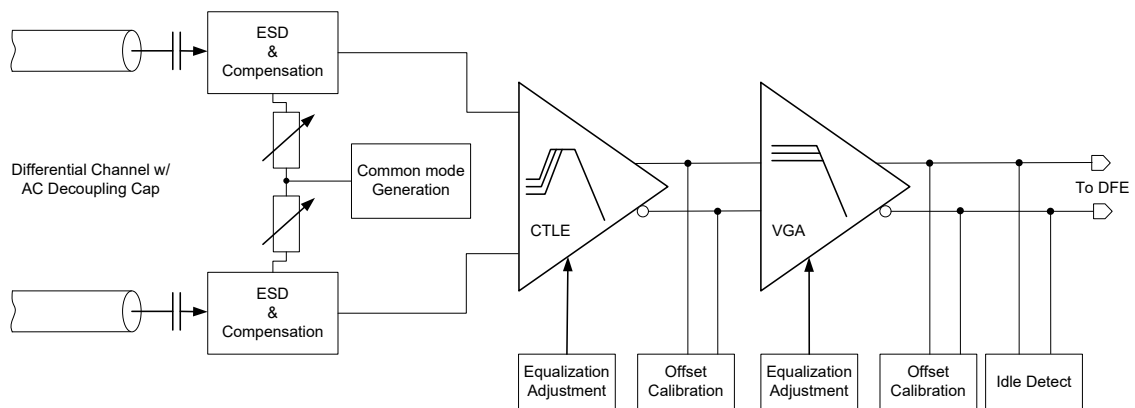 ESD
&
Compensation
Differential Channel w/
AC Decoupling Cap
Common mode
Generation
CTLE
VGA
To DFE
ESD
&
Compensation
Equalization
Adjustment
Offset
Calibration
Equalization
Adjustment
Offset
Calibration
Idle Detect